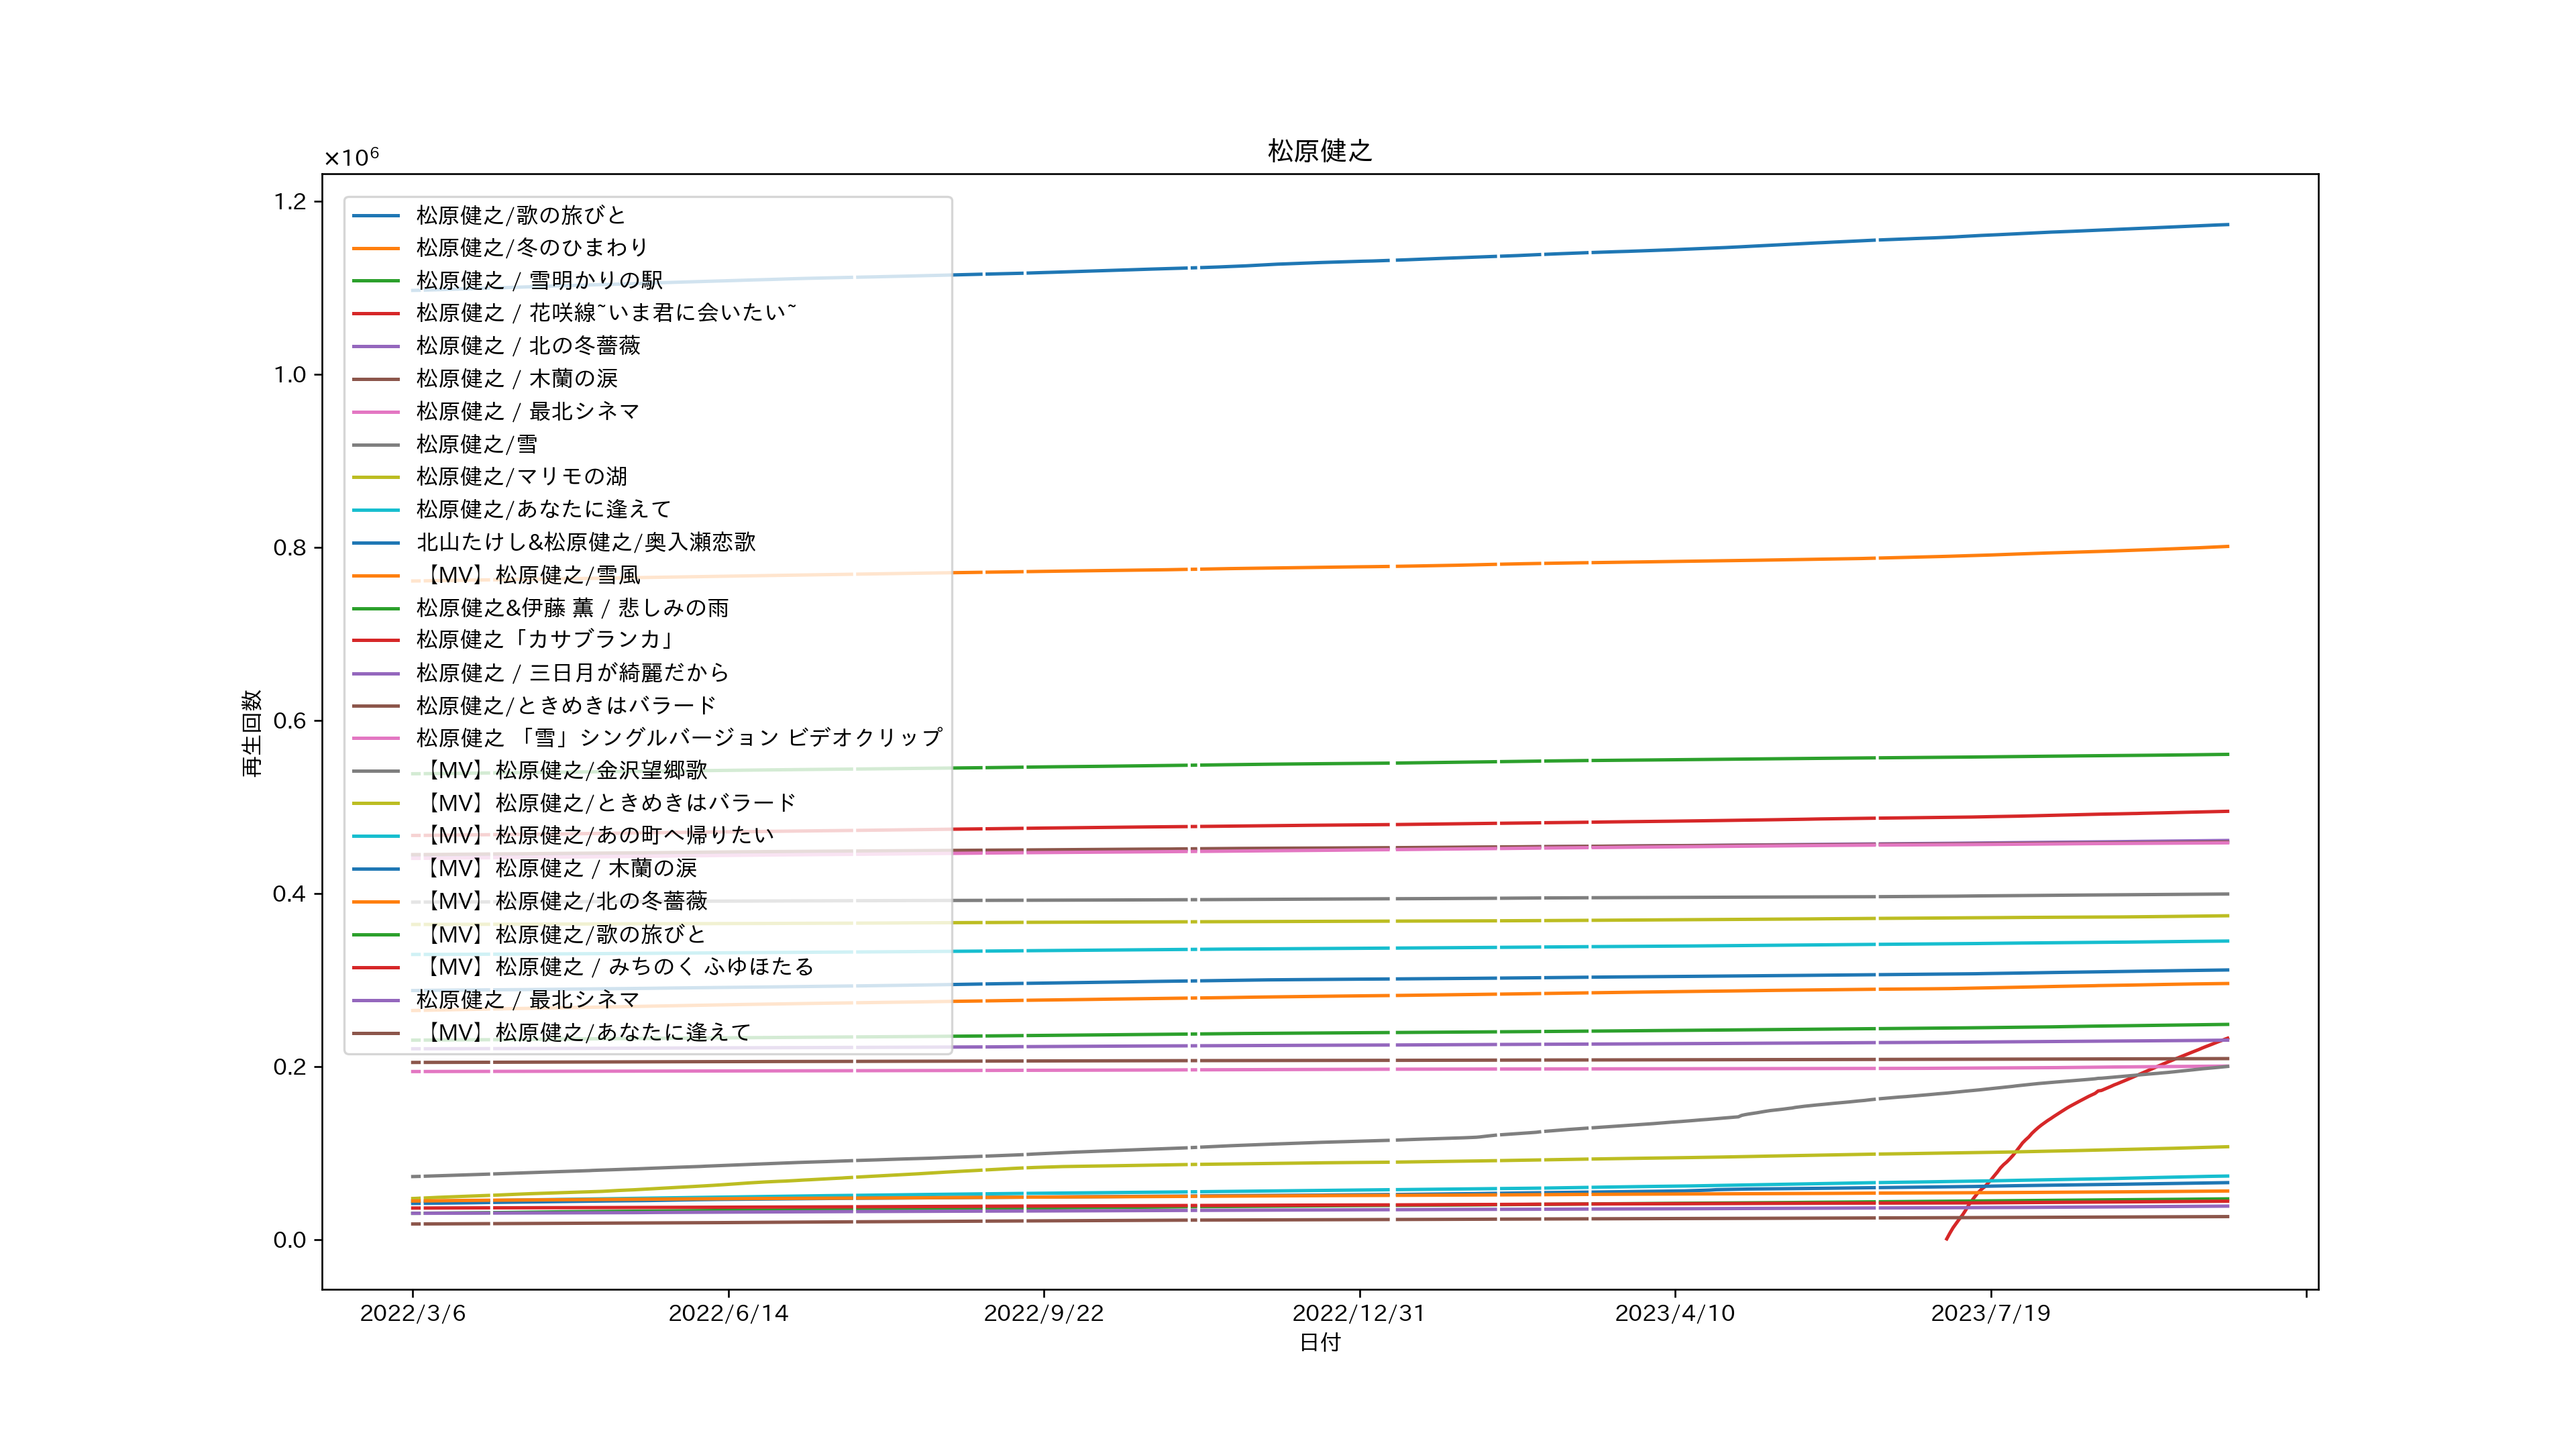 松原健之
×10⁶
1.2
1.0
0.8
0.6
0.4
0.2
0.0
再生回数
松原健之/歌の旅びと
松原健之/冬のひまわり
松原健之 / 雪明かりの駅
松原健之 / 花咲線~いま君に会いたい~
松原健之 / 北の冬薔薇
松原健之 / 木蘭の涙
松原健之 / 最北シネマ
松原健之/雪
松原健之/マリモの湖
松原健之/あなたに逢えて
北山たけし&松原健之/奥入瀬恋歌
【MV】松原健之/雪風
松原健之&伊藤 薫 / 悲しみの雨
松原健之「カサブランカ」
松原健之 / 三日月が綺麗だから
松原健之/ときめきはバラード
松原健之 「雪」シングルバージョン ビデオクリップ
【MV】松原健之/金沢望郷歌
【MV】松原健之/ときめきはバラード
【MV】松原健之/あの町へ帰りたい
【MV】松原健之 / 木蘭の涙
【MV】松原健之/北の冬薔薇
【MV】松原健之/歌の旅びと
【MV】松原健之 / みちのく ふゆほたる
松原健之 / 最北シネマ
【MV】松原健之/あなたに逢えて
2022/3/6
2022/6/14
2022/9/22
2022/12/31
2023/4/10
2023/7/19
日付